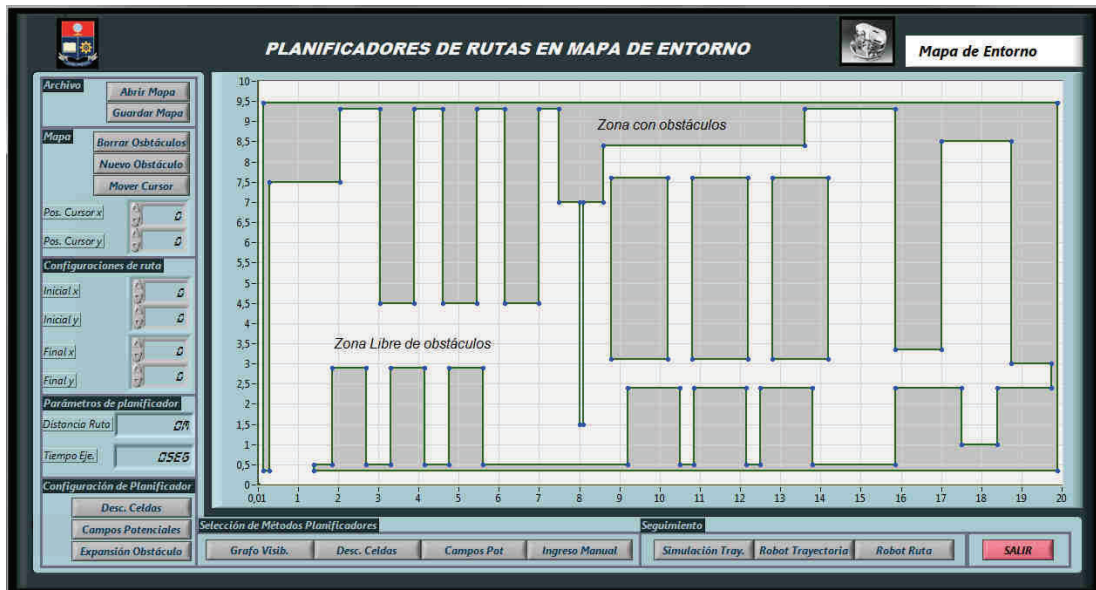 PLANIFICADORES DE RUTAS EN MAPA DE ENTORNO
Mapa de Entorno
Archivo
Abrir Mapa
Guardar Mapa
Mapa
Borrar Osbtáculos
Nuevo Obstáculo
Mover Cursor
Pos. Cursor x
0
Pos. Cursor y
0
Configuraciones de ruta
Inicial x
0
Inicial y
0
Final x
0
Final y
0
Parámetros de planificador
Distancia Ruta
0M
Tiempo Eje.
0SEG
Configuración de Planificador
Desc. Celdas
Campos Potenciales
Expansión Obstáculo
10
9,5
9
8,5
8
7,5
7
6,5
6
5,5
5
4,5
4
3,5
3
2,5
2
1,5
1
0,5
0
Zona con obstáculos
Zona Libre de obstáculos
0,01 1 2 3 4 5 6 7 8 9 10 11 12 13 14 15 16 17 18 19 20
Selección de Métodos Planificadores
Grafo Visib. Desc. Celdas Campos Pot Ingreso Manual
Seguimiento
Simulación Tray. Robot Trayectoria Robot Ruta
SALIR